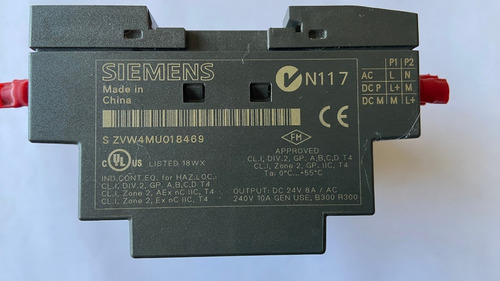 SIEMENS
Made in
China
S ZVW4MU018469
N117
P1 P2
AC L N
DC P L+ M
DC M M L+
FM
APPROVED
CL.I, DIV.2, GP. A,B,C,D T4
CL.I, Zone 2, GP. IIC, T4
Ta: 0°C...+55°C
C UL US LISTED 18WX
IND.CONT.EQ. for HAZ.LOC.
CL.I, DIV.2, GP. A,B,C,D T4
CL.I, Zone 2, AEx nC IIC, T4
CL.I, Zone 2, Ex nC IIC, T4
OUTPUT: DC 24V 8A / AC
240V 10A GEN USE, B300 R300